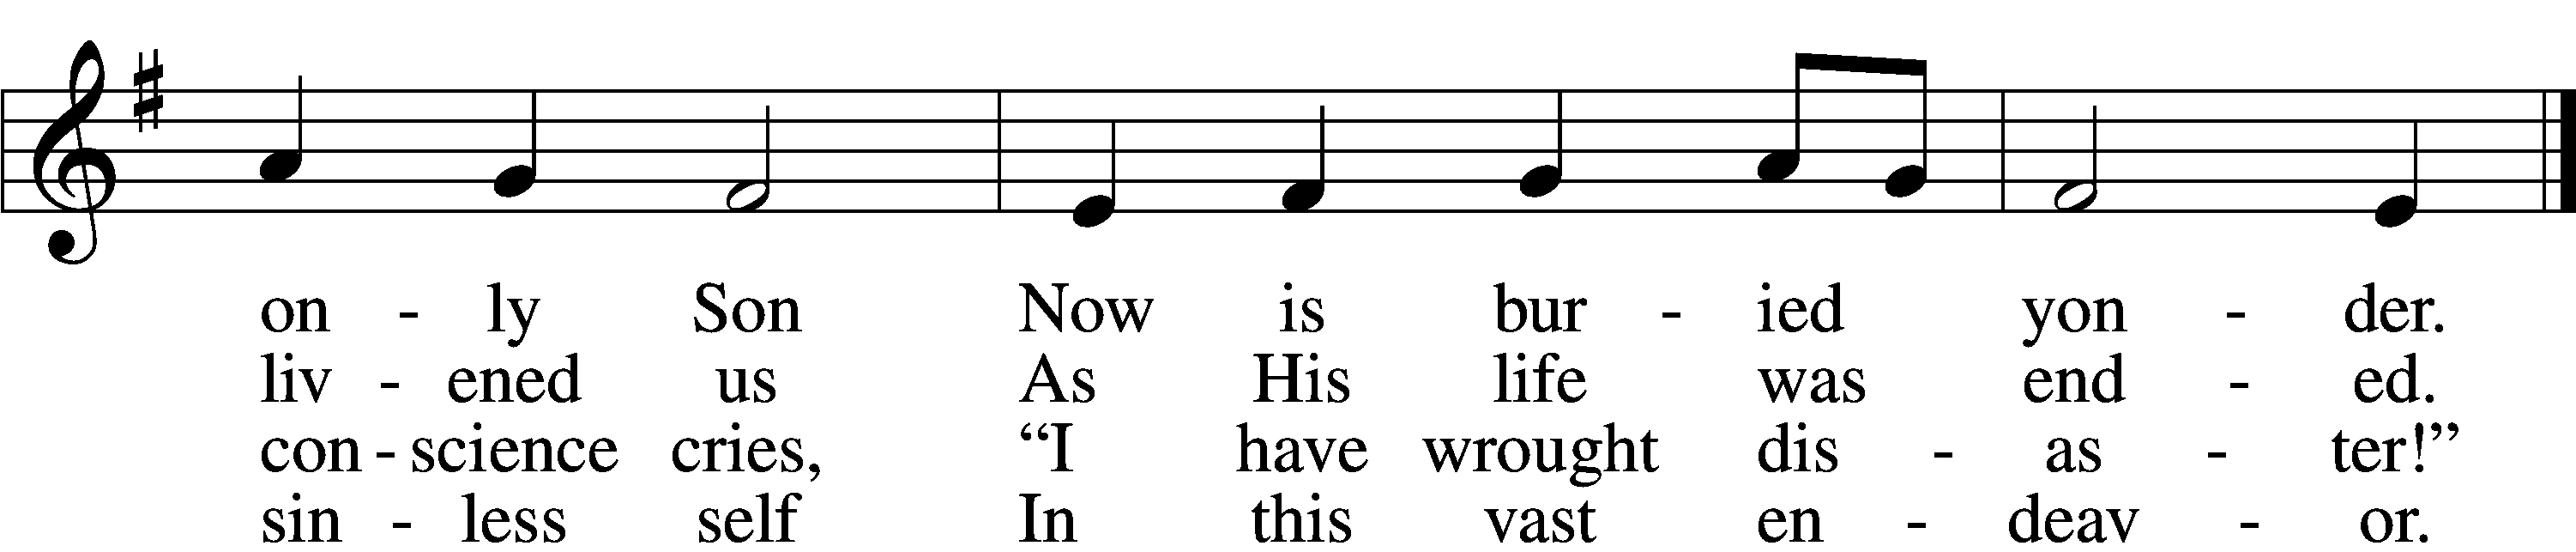 on - ly Son Now is bur - ied yon - der.
liv - ened us As His life was end - ed.
con - science cries, “I have wrought dis - as - ter!”
sin - less self In this vast en - deav - or.